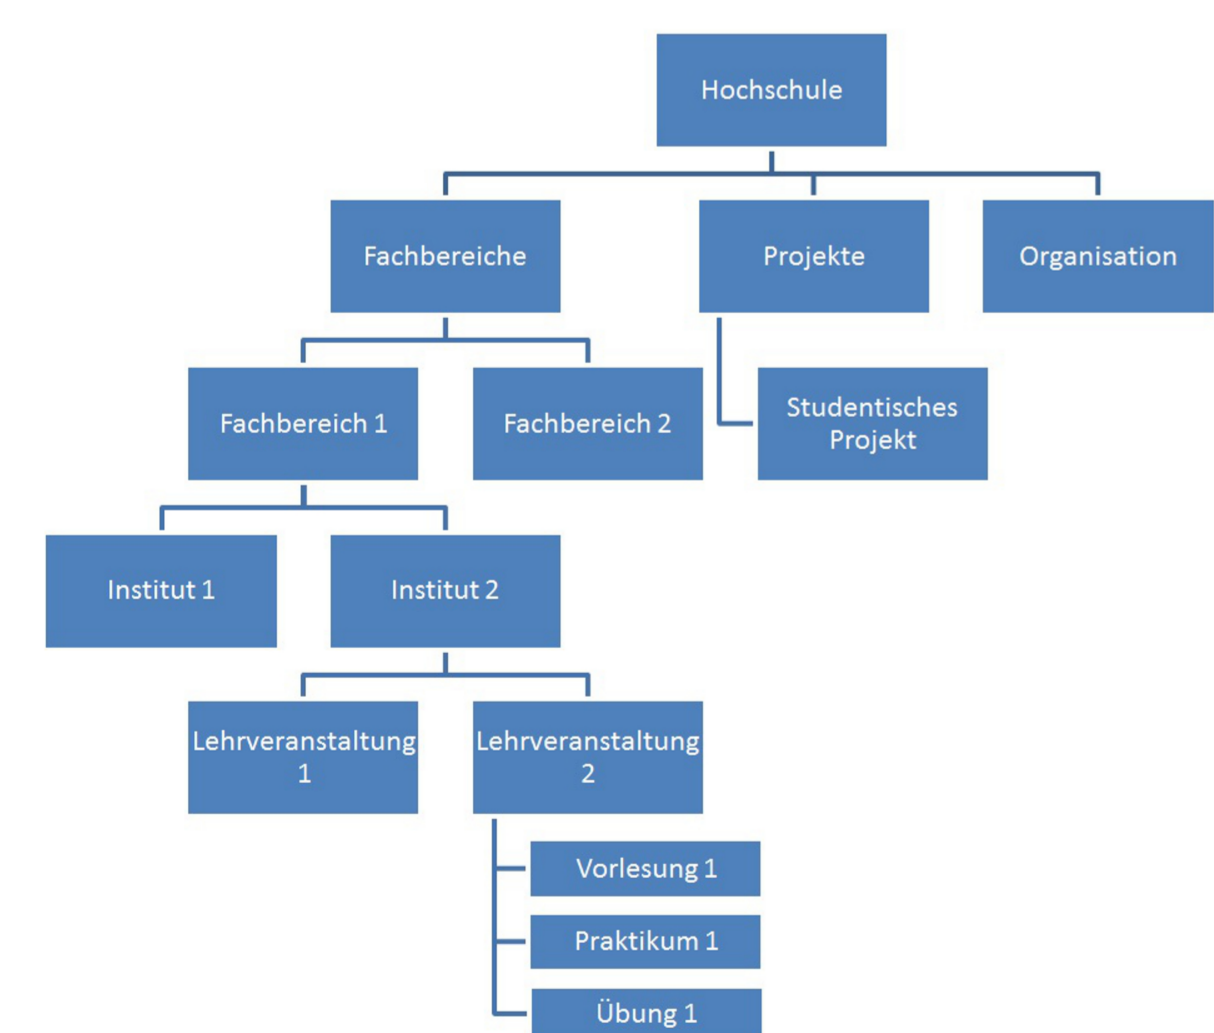 Hochschule
Fachbereiche
Projekte
Organisation
Fachbereich 1
Fachbereich 2
Studentisches
Projekt
Institut 1
Institut 2
Lehrveranstaltung
1
Lehrveranstaltung
2
Vorlesung 1
Praktikum 1
Übung 1